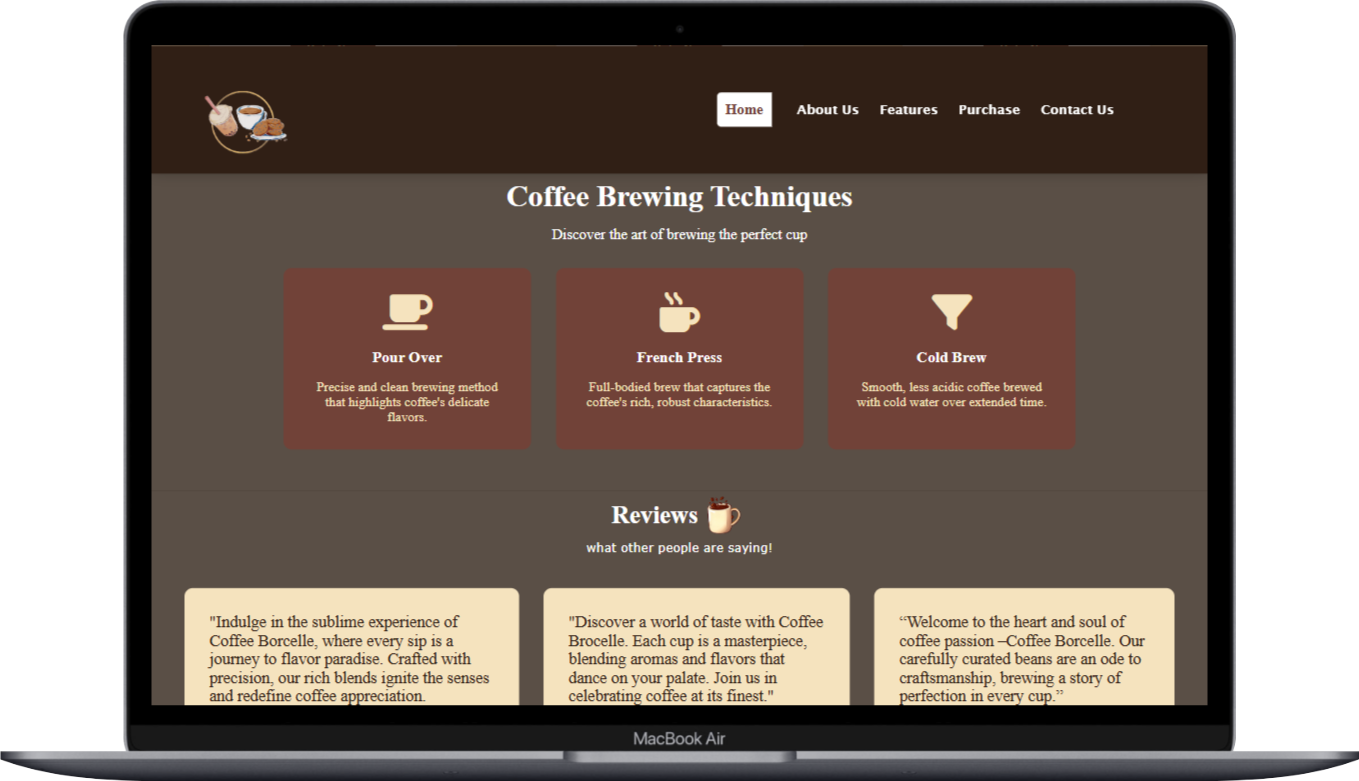 Home About Us Features Purchase Contact Us
Coffee Brewing Techniques
Discover the art of brewing the perfect cup
Pour Over
Precise and clean brewing method
that highlights coffee's delicate
flavors.
French Press
Full-bodied brew that captures the
coffee's rich, robust characteristics.
Cold Brew
Smooth, less acidic coffee brewed
with cold water over extended time.
Reviews
what other people are saying!
"Indulge in the sublime experience of
Coffee Borcelle, where every sip is a
journey to flavor paradise. Crafted with
precision, our rich blends ignite the senses
and redefine coffee appreciation.
"Discover a world of taste with Coffee
Brocelle. Each cup is a masterpiece,
blending aromas and flavors that
dance on your palate. Join us in
celebrating coffee at its finest."
“Welcome to the heart and soul of
coffee passion –Coffee Borcelle. Our
carefully curated beans are an ode to
craftsmanship, brewing a story of
perfection in every cup.”
MacBook Air